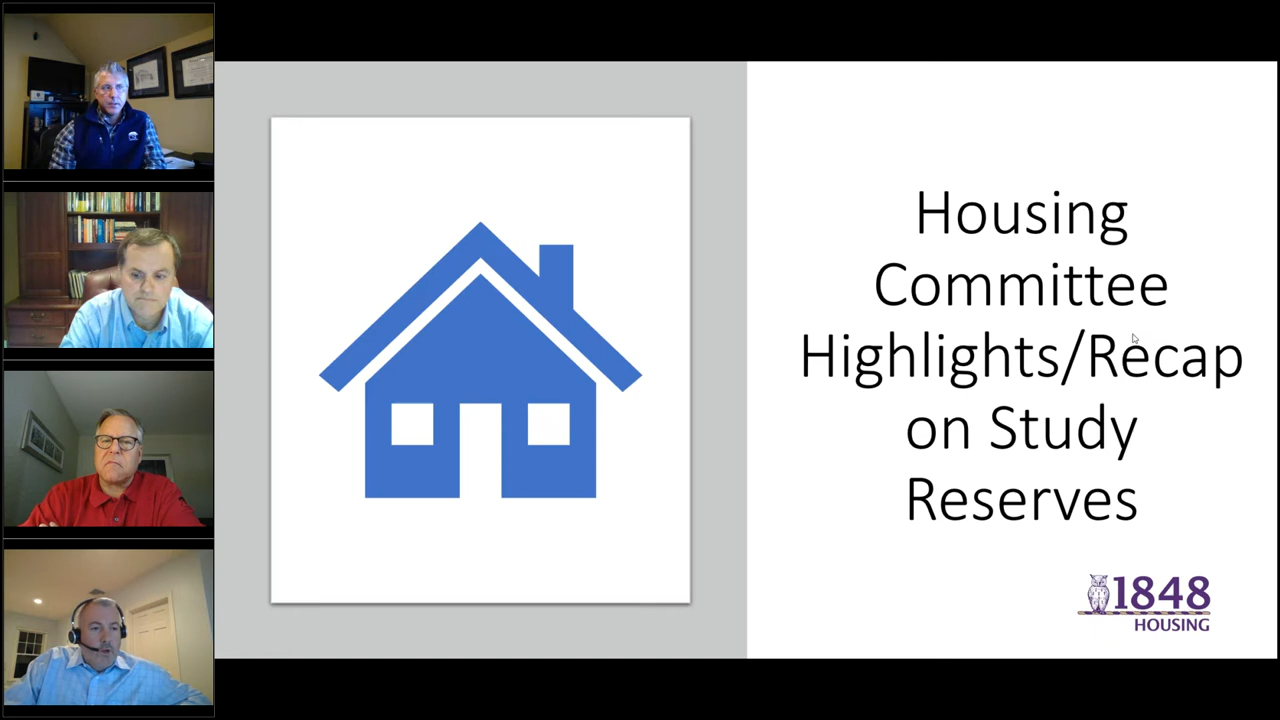 Housing
Committee
Highlights/Recap
on Study
Reserves
1848
HOUSING